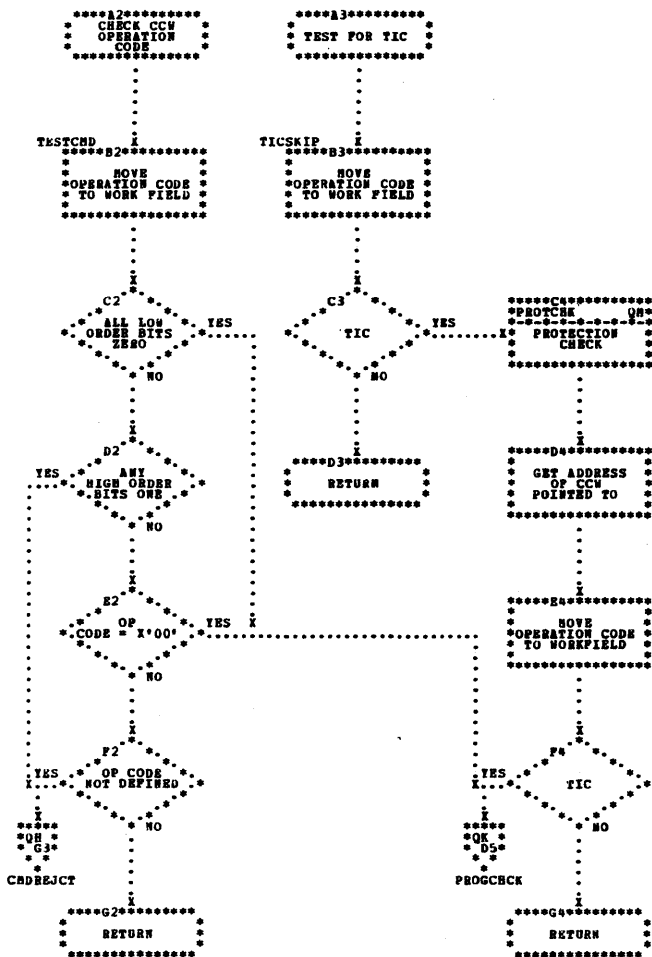 A2
CHECK CCW
OPERATION
CODE
A3
TEST FOR TIC
TESTCMD
B2
MOVE
OPERATION CODE
TO WORK FIELD
TICSKIP
B3
MOVE
OPERATION CODE
TO WORK FIELD
C2
ALL LOW
ORDER BITS
ZERO
YES
NO
C3
TIC
YES
NO
C4
PROTCHK QM
PROTECTION
CHECK
D2
YES
ANY
HIGH ORDER
BITS ONE
NO
D3
RETURN
D4
GET ADDRESS
OF CCW
POINTED TO
E2
OP
CODE = X'00'
YES
NO
E4
MOVE
OPERATION CODE
TO WORKFIELD
F2
YES
OP CODE
NOT DEFINED
NO
F4
YES
TIC
NO
QH
G3
CMDREJCT
QK
D5
PROGCHCK
G2
RETURN
G4
RETURN